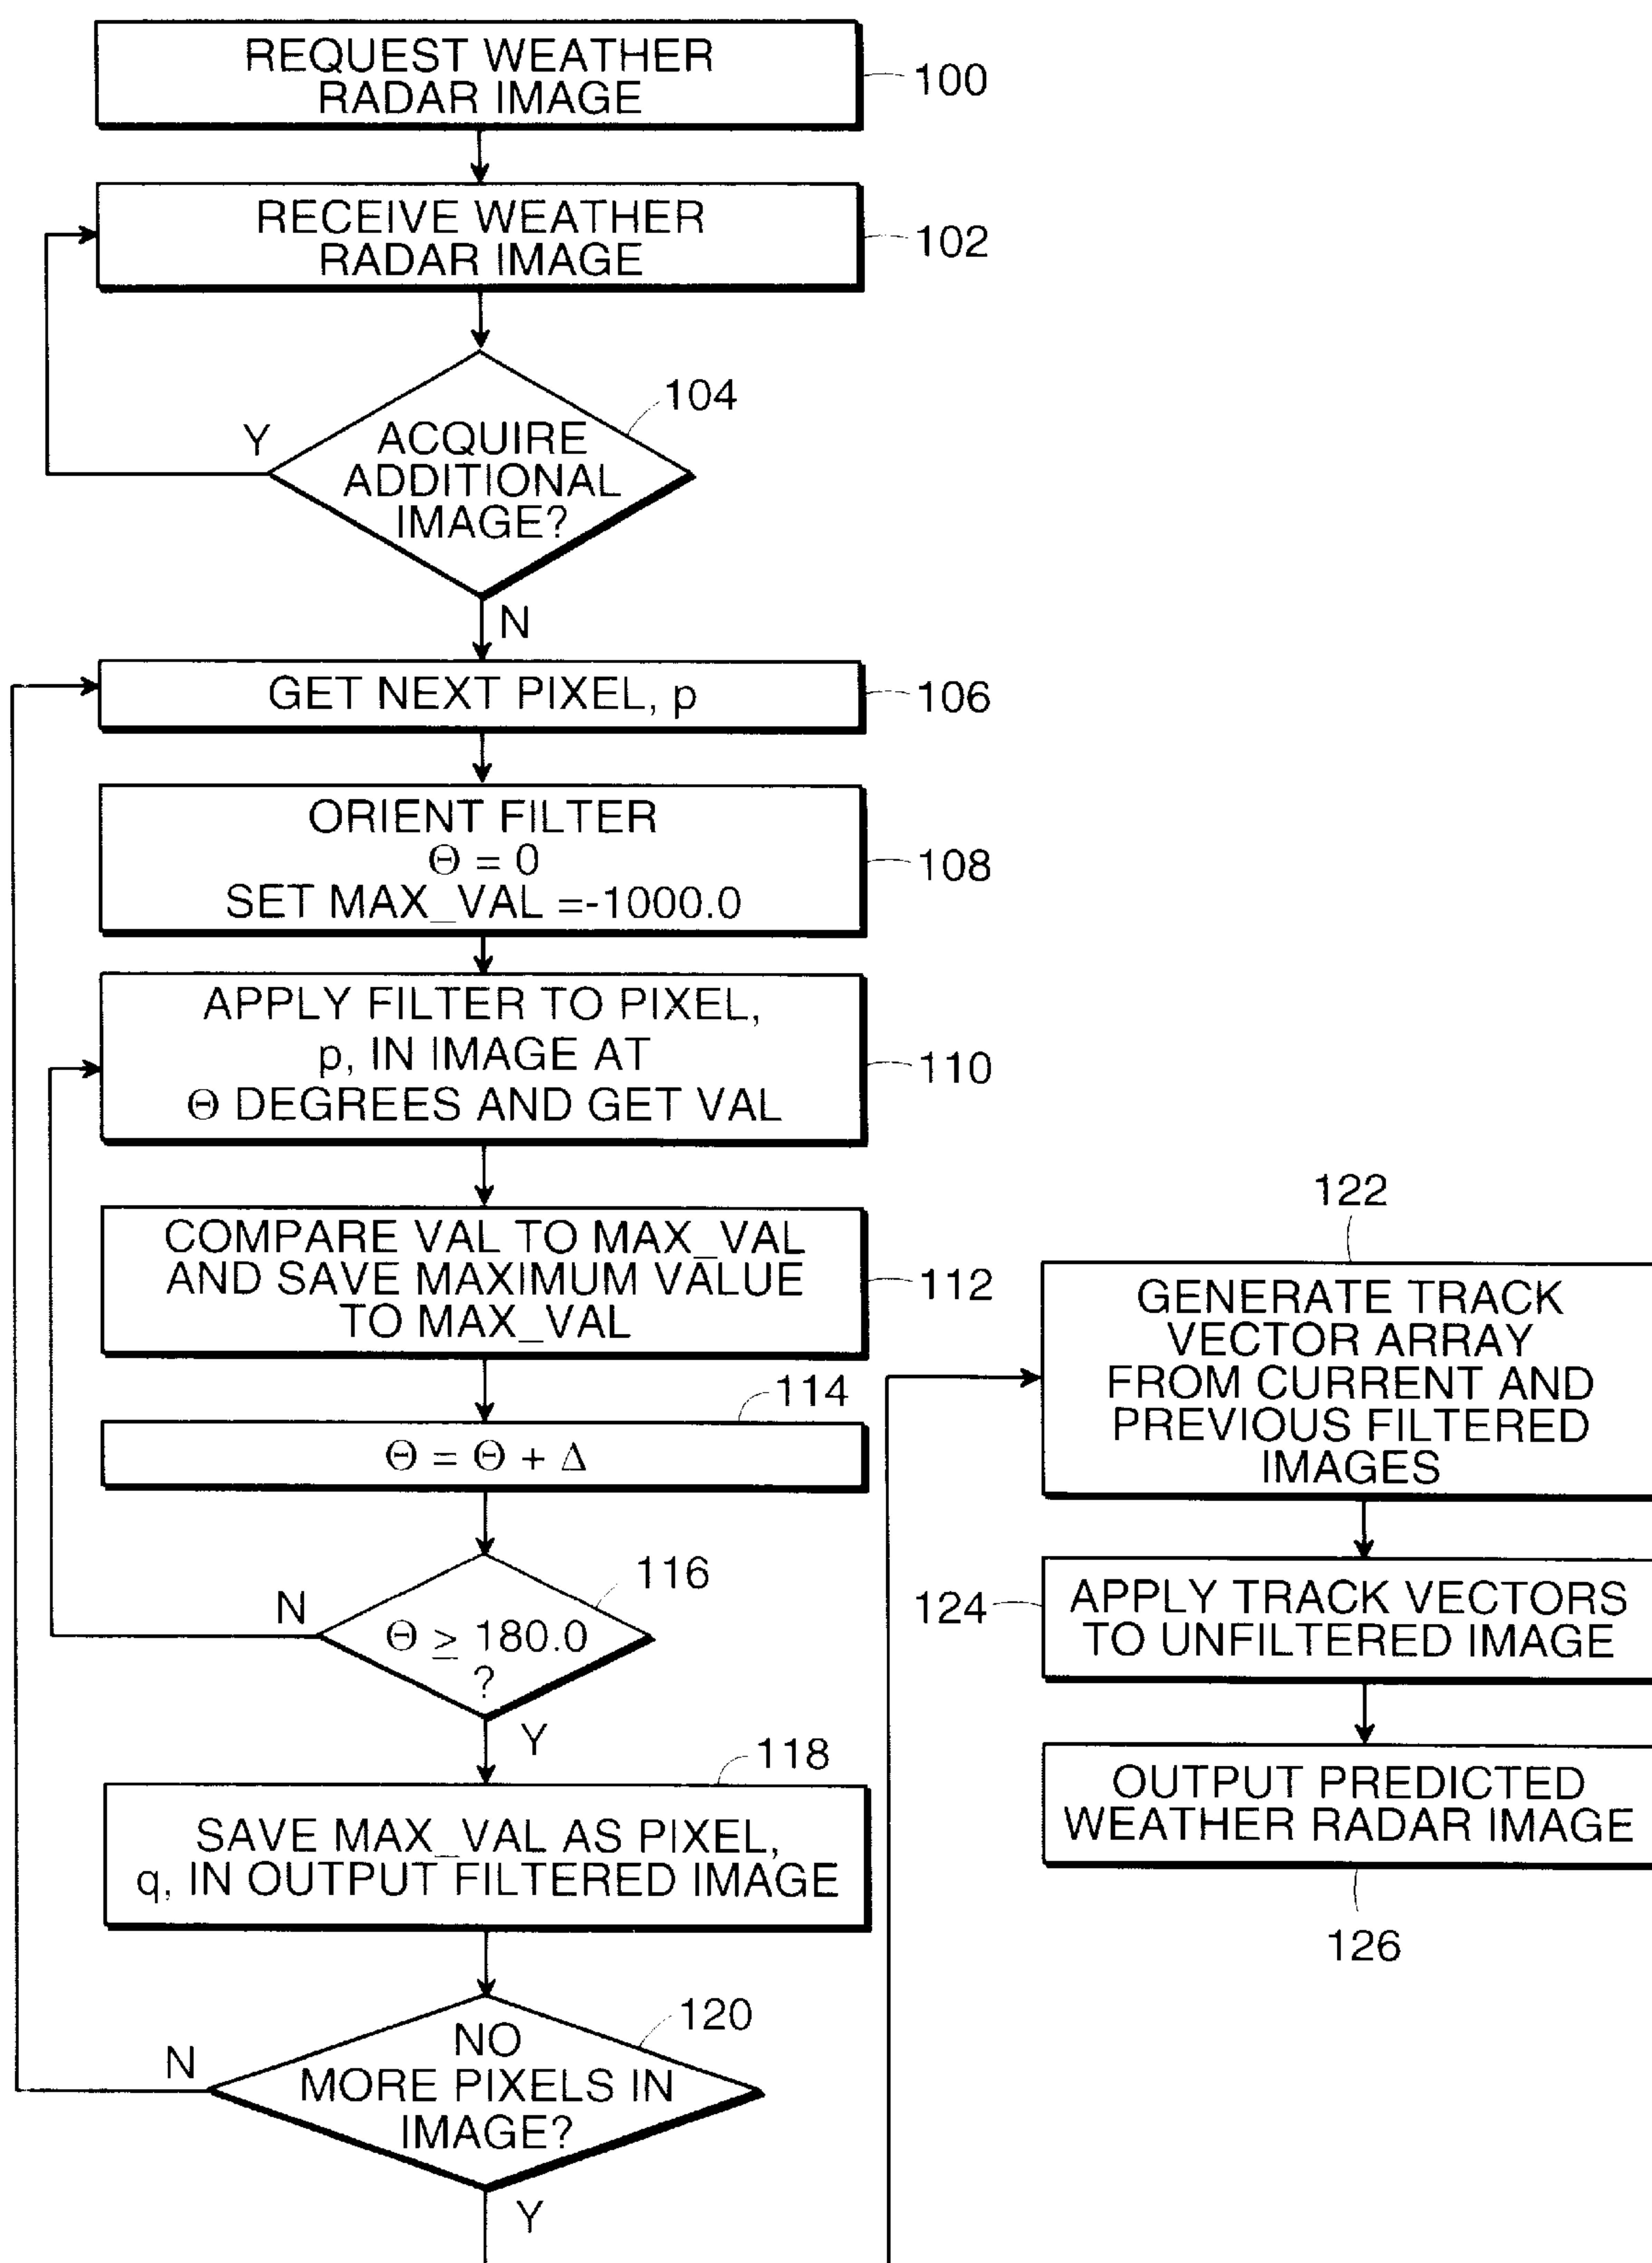 REQUEST WEATHER
RADAR IMAGE
100
RECEIVE WEATHER
RADAR IMAGE
102
104
Y
ACQUIRE
ADDITIONAL
IMAGE?
N
GET NEXT PIXEL, p
106
ORIENT FILTER
Θ = 0
SET MAX_VAL =-1000.0
108
APPLY FILTER TO PIXEL,
p, IN IMAGE AT
Θ DEGREES AND GET VAL
110
COMPARE VAL TO MAX_VAL
AND SAVE MAXIMUM VALUE
TO MAX_VAL
112
114
Θ = Θ + Δ
116
N
Θ ≥ 180.0
?
Y
118
SAVE MAX_VAL AS PIXEL,
q, IN OUTPUT FILTERED IMAGE
120
N
NO
MORE PIXELS IN
IMAGE?
Y
122
GENERATE TRACK
VECTOR ARRAY
FROM CURRENT AND
PREVIOUS FILTERED
IMAGES
124
APPLY TRACK VECTORS
TO UNFILTERED IMAGE
OUTPUT PREDICTED
WEATHER RADAR IMAGE
126